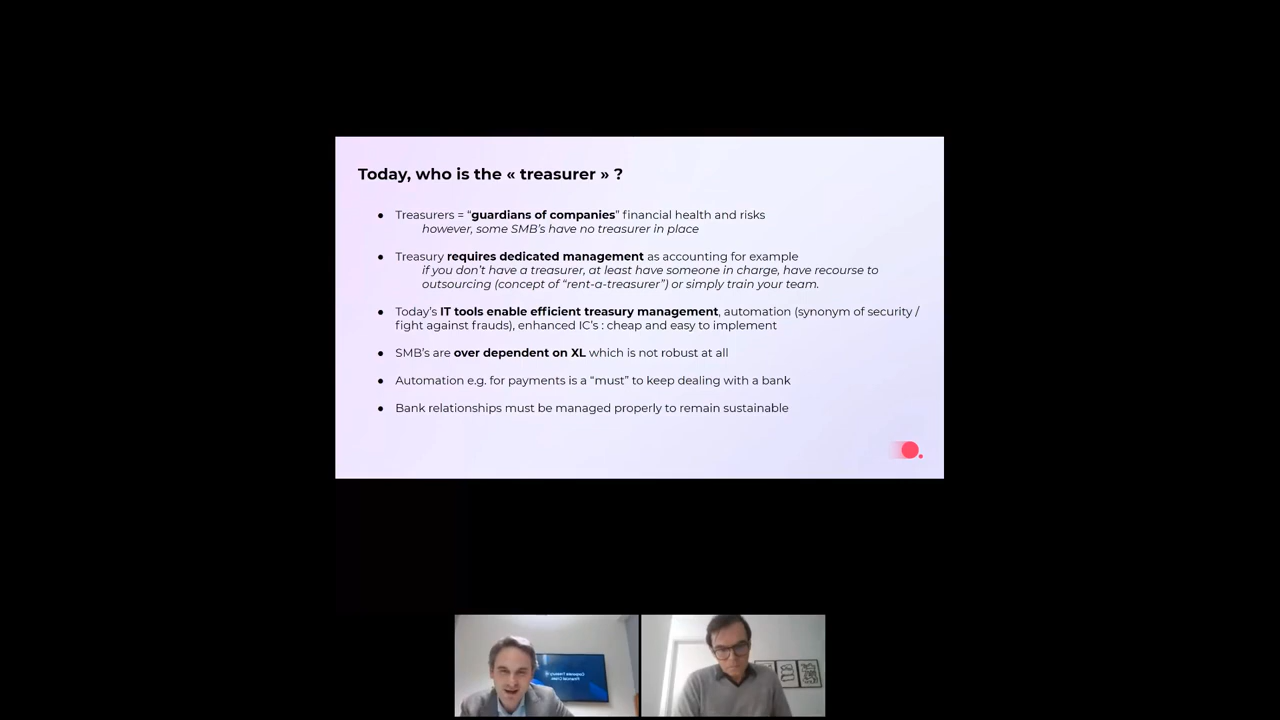 Today, who is the « treasurer » ?
● Treasurers = “guardians of companies” financial health and risks
however, some SMB’s have no treasurer in place
● Treasury requires dedicated management as accounting for example
if you don’t have a treasurer, at least have someone in charge, have recourse to
outsourcing (concept of “rent-a-treasurer”) or simply train your team.
● Today’s IT tools enable efficient treasury management, automation (synonym of security /
fight against frauds), enhanced IC’s : cheap and easy to implement
● SMB’s are over dependent on XL which is not robust at all
● Automation e.g. for payments is a “must” to keep dealing with a bank
● Bank relationships must be managed properly to remain sustainable
Corporate Treasury
Financial Crises